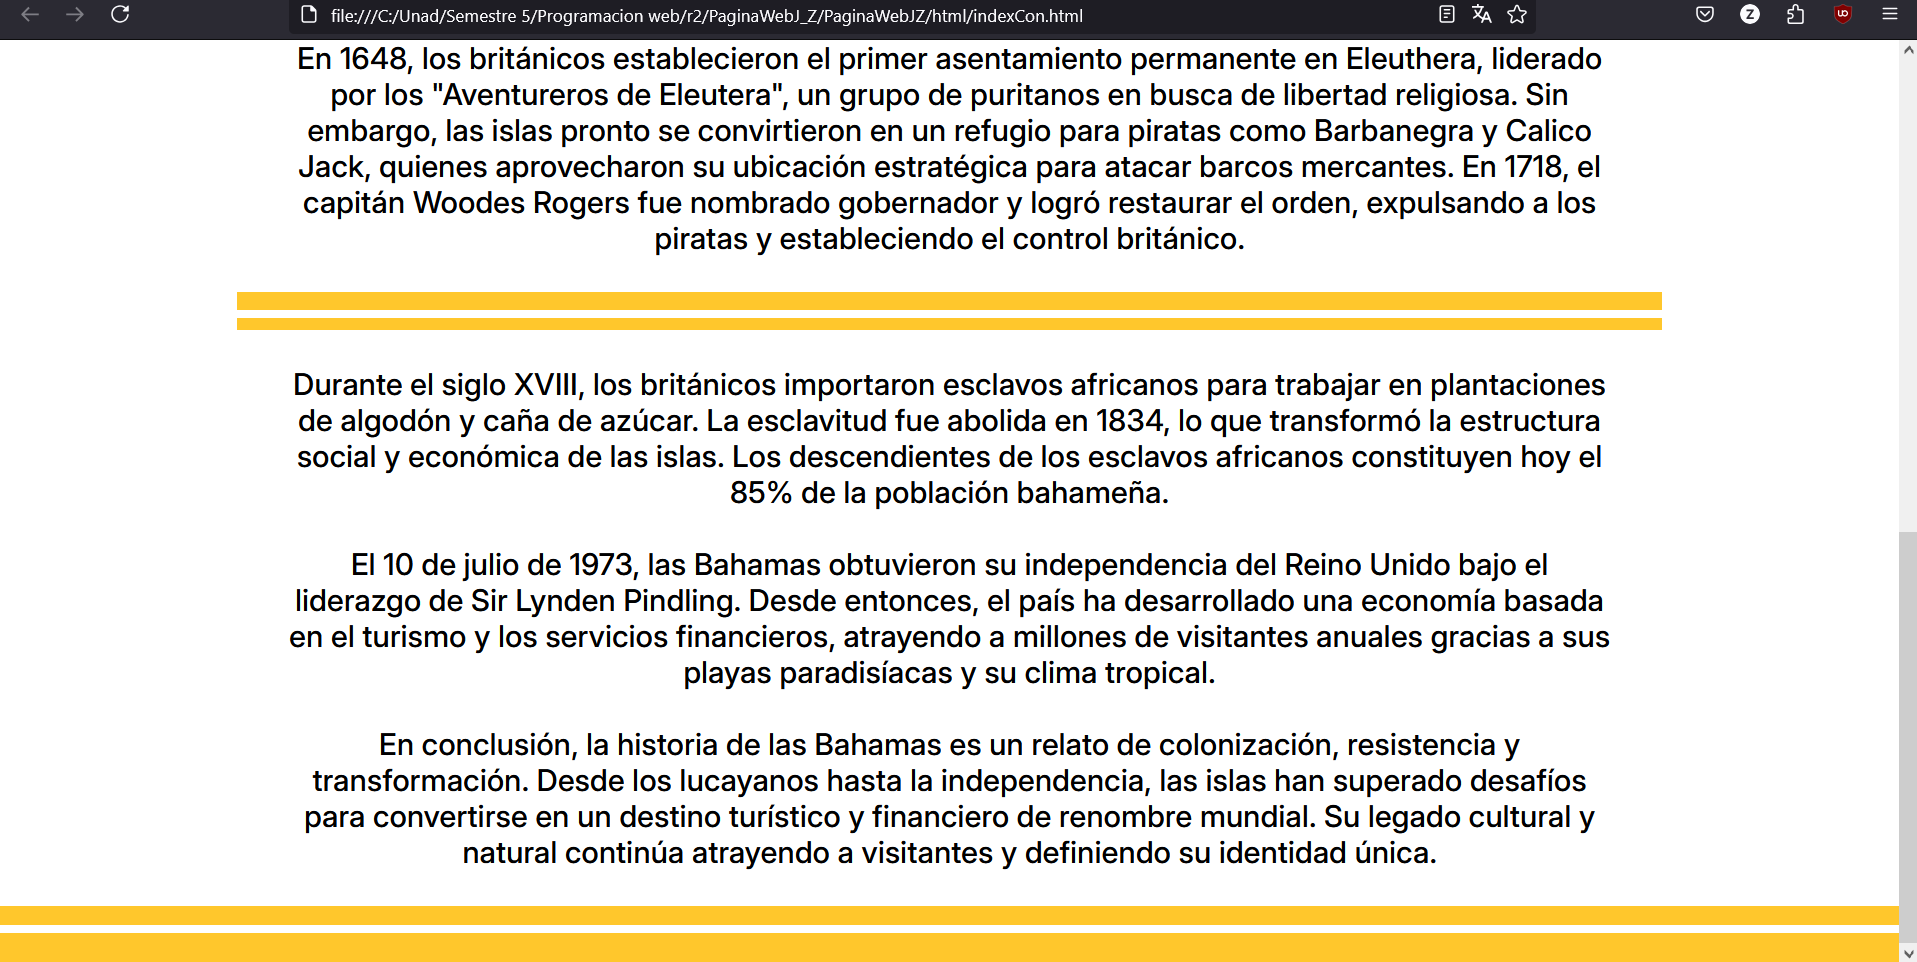 file:///C:/Unad/Semestre 5/Programacion web/r2/PaginaWebJ_Z/PaginaWebJZ/html/indexCon.html
Z
En 1648, los británicos establecieron el primer asentamiento permanente en Eleuthera, liderado
por los "Aventureros de Eleutera", un grupo de puritanos en busca de libertad religiosa. Sin
embargo, las islas pronto se convirtieron en un refugio para piratas como Barbanegra y Calico
Jack, quienes aprovecharon su ubicación estratégica para atacar barcos mercantes. En 1718, el
capitán Woodes Rogers fue nombrado gobernador y logró restaurar el orden, expulsando a los
piratas y estableciendo el control británico.
Durante el siglo XVIII, los británicos importaron esclavos africanos para trabajar en plantaciones
de algodón y caña de azúcar. La esclavitud fue abolida en 1834, lo que transformó la estructura
social y económica de las islas. Los descendientes de los esclavos africanos constituyen hoy el
85% de la población bahameña.
El 10 de julio de 1973, las Bahamas obtuvieron su independencia del Reino Unido bajo el
liderazgo de Sir Lynden Pindling. Desde entonces, el país ha desarrollado una economía basada
en el turismo y los servicios financieros, atrayendo a millones de visitantes anuales gracias a sus
playas paradisíacas y su clima tropical.
En conclusión, la historia de las Bahamas es un relato de colonización, resistencia y
transformación. Desde los lucayanos hasta la independencia, las islas han superado desafíos
para convertirse en un destino turístico y financiero de renombre mundial. Su legado cultural y
natural continúa atrayendo a visitantes y definiendo su identidad única.